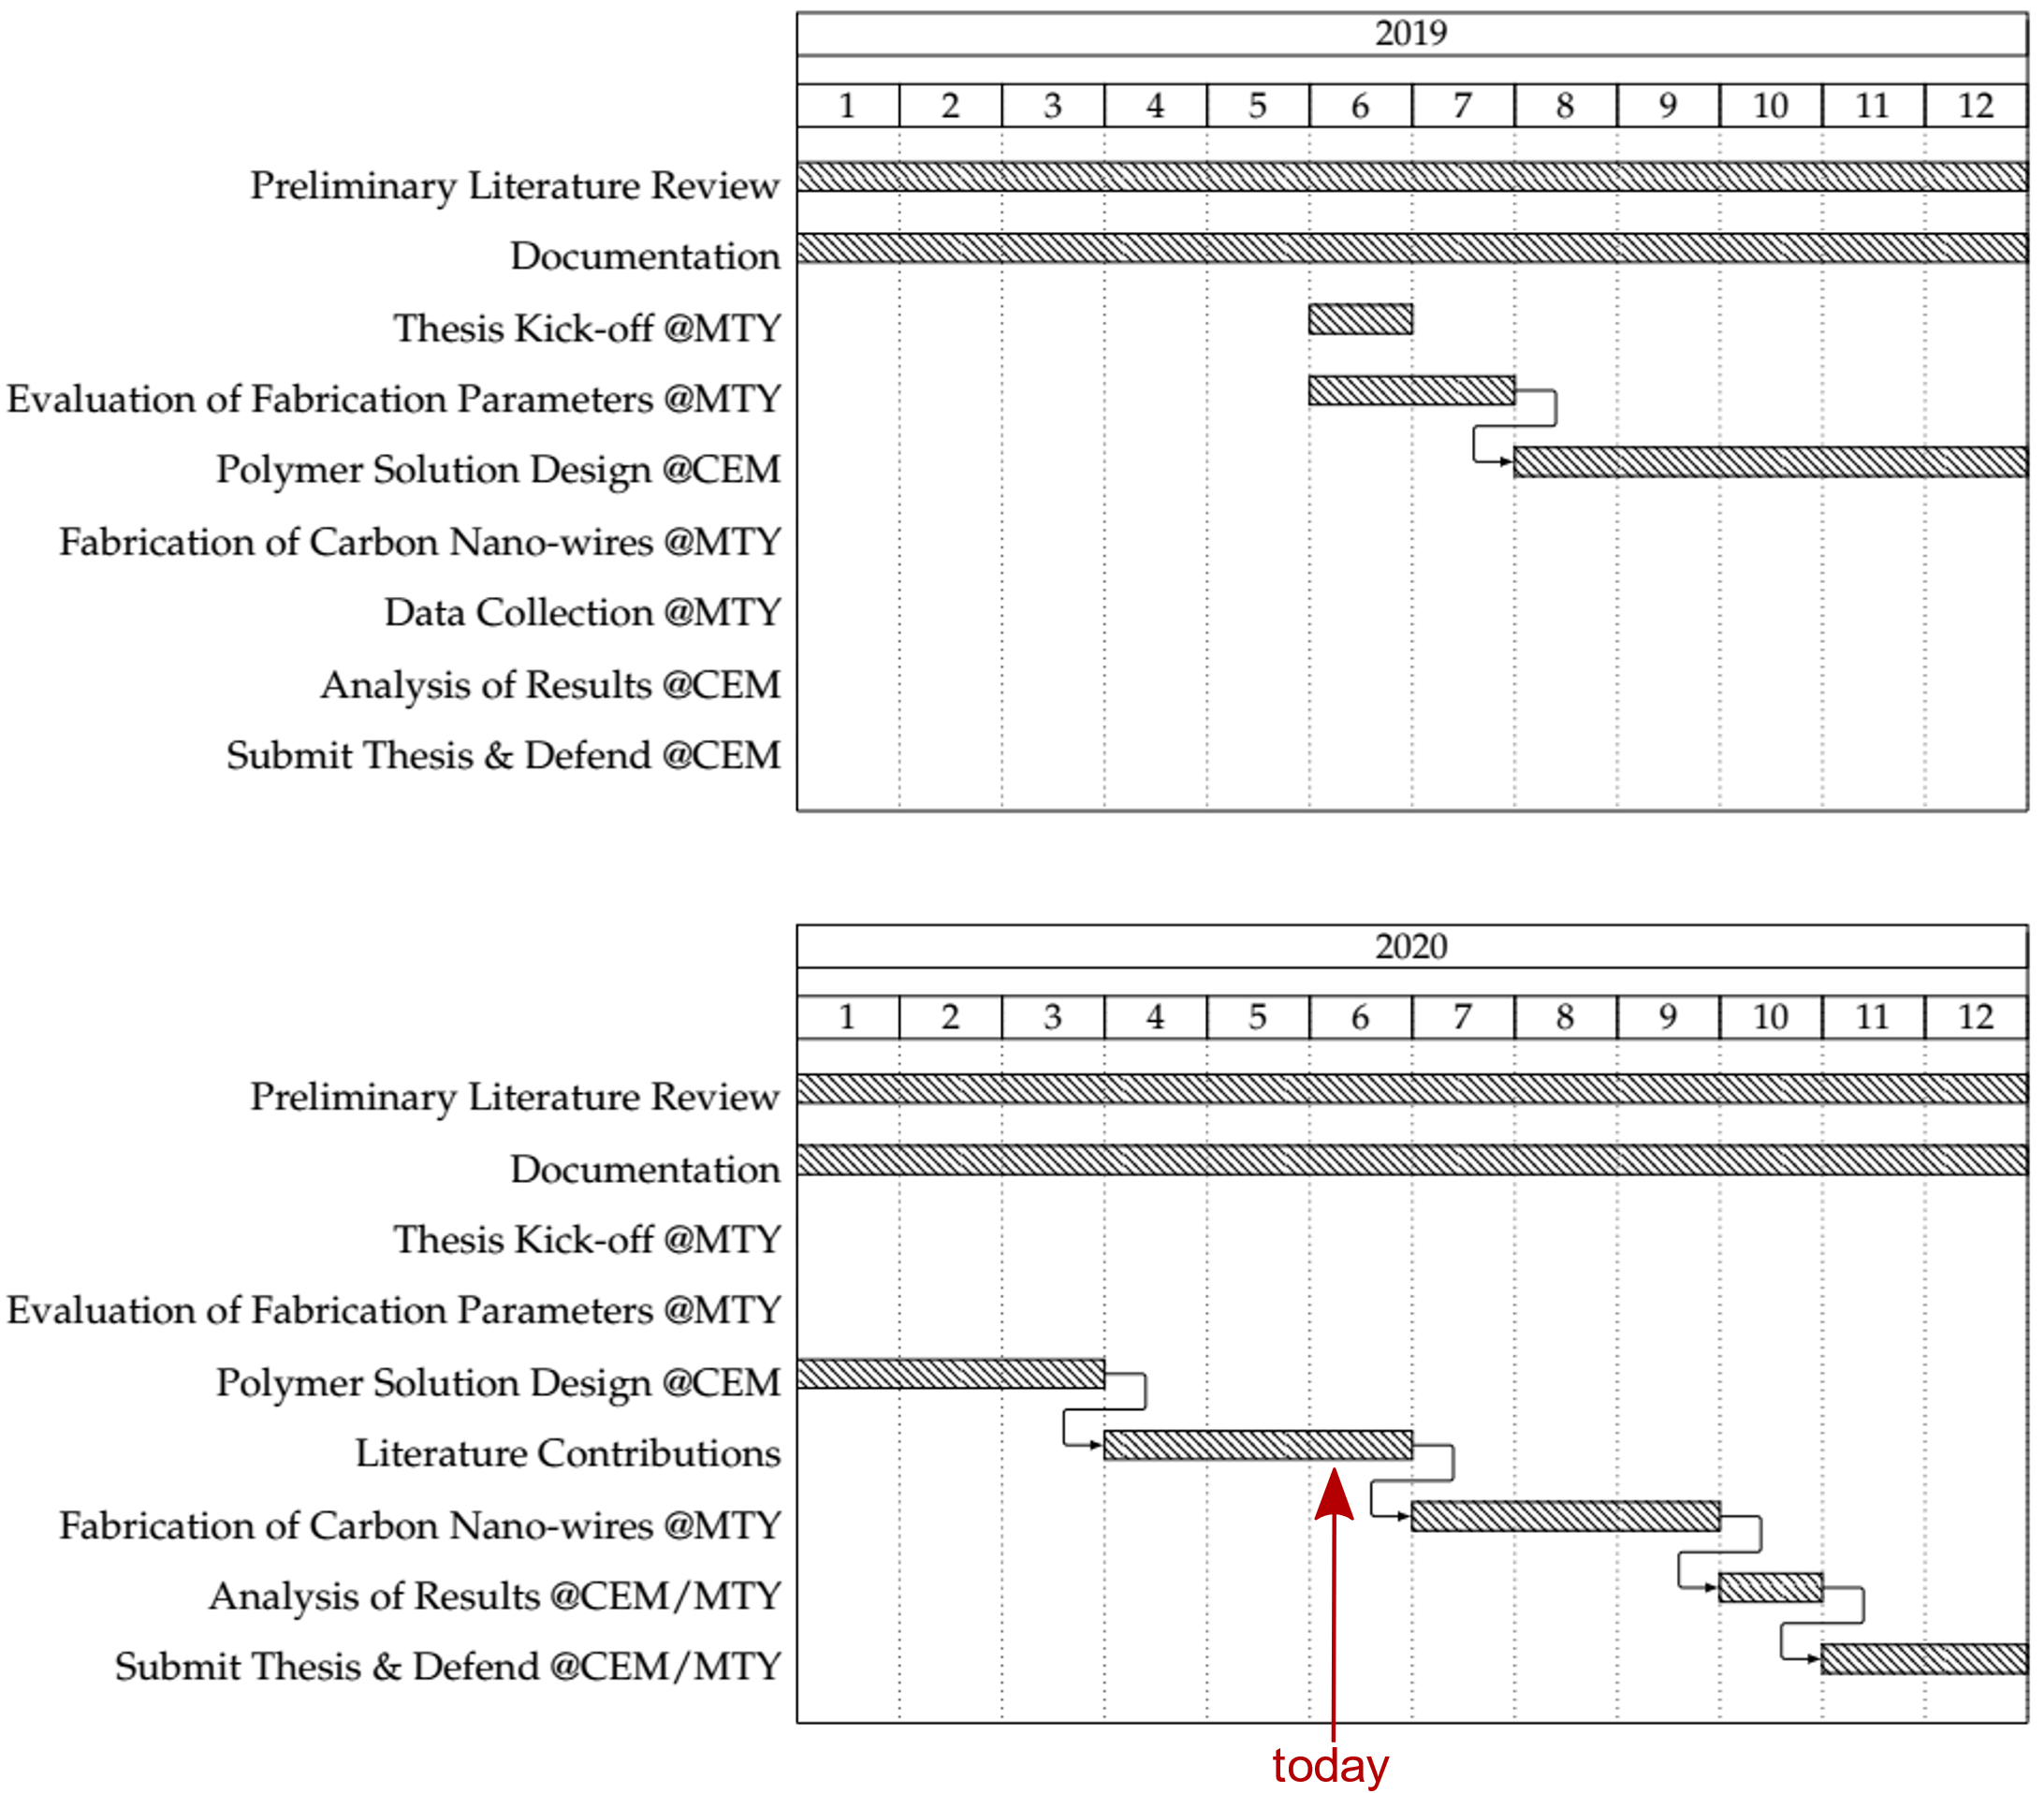 2019
1 2 3 4 5 6 7 8 9 10 11 12
Preliminary Literature Review
Documentation
Thesis Kick-off @MTY
Evaluation of Fabrication Parameters @MTY
Polymer Solution Design @CEM
Fabrication of Carbon Nano-wires @MTY
Data Collection @MTY
Analysis of Results @CEM
Submit Thesis & Defend @CEM
2020
1 2 3 4 5 6 7 8 9 10 11 12
Preliminary Literature Review
Documentation
Thesis Kick-off @MTY
Evaluation of Fabrication Parameters @MTY
Polymer Solution Design @CEM
Literature Contributions
Fabrication of Carbon Nano-wires @MTY
Analysis of Results @CEM/MTY
Submit Thesis & Defend @CEM/MTY
today